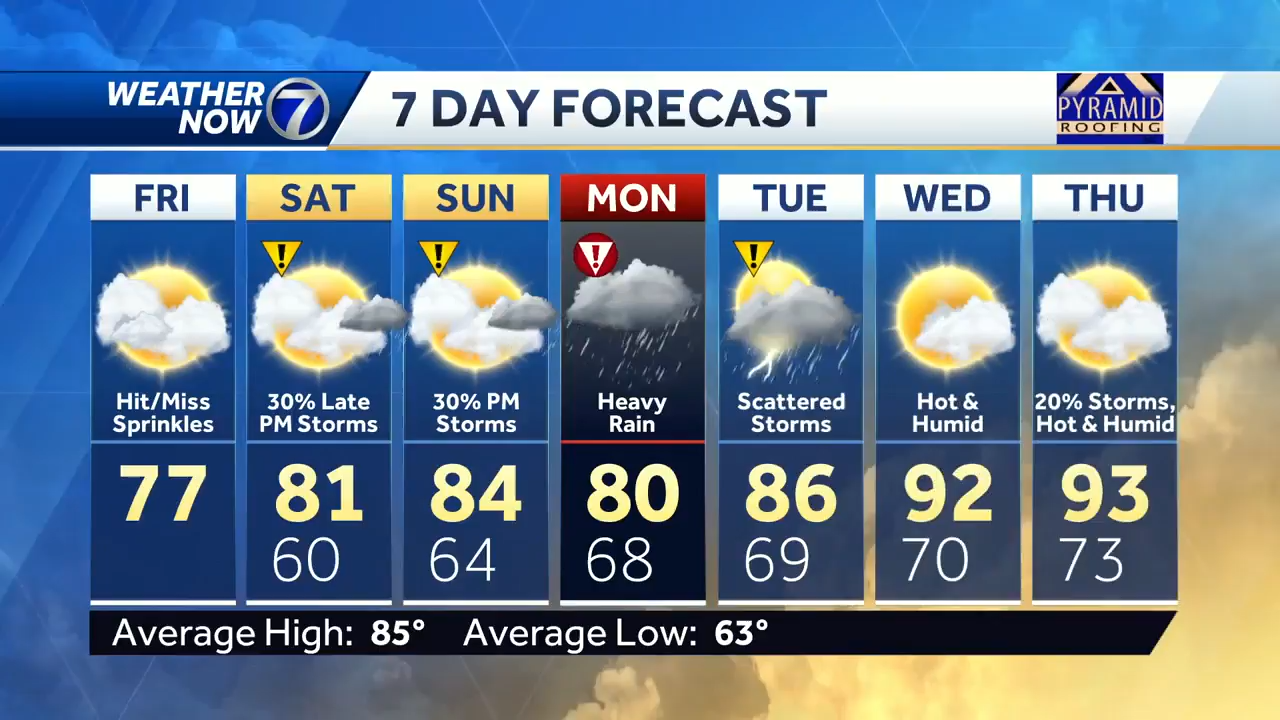 WEATHER
NOW 7
7 DAY FORECAST
PYRAMID
ROOFING
FRI
SAT
SUN
MON
TUE
WED
THU
Hit/Miss
Sprinkles
30% Late
PM Storms
30% PM
Storms
Heavy
Rain
Scattered
Storms
Hot &
Humid
20% Storms,
Hot & Humid
77
81
84
80
86
92
93
60
64
68
69
70
73
Average High: 85° Average Low: 63°